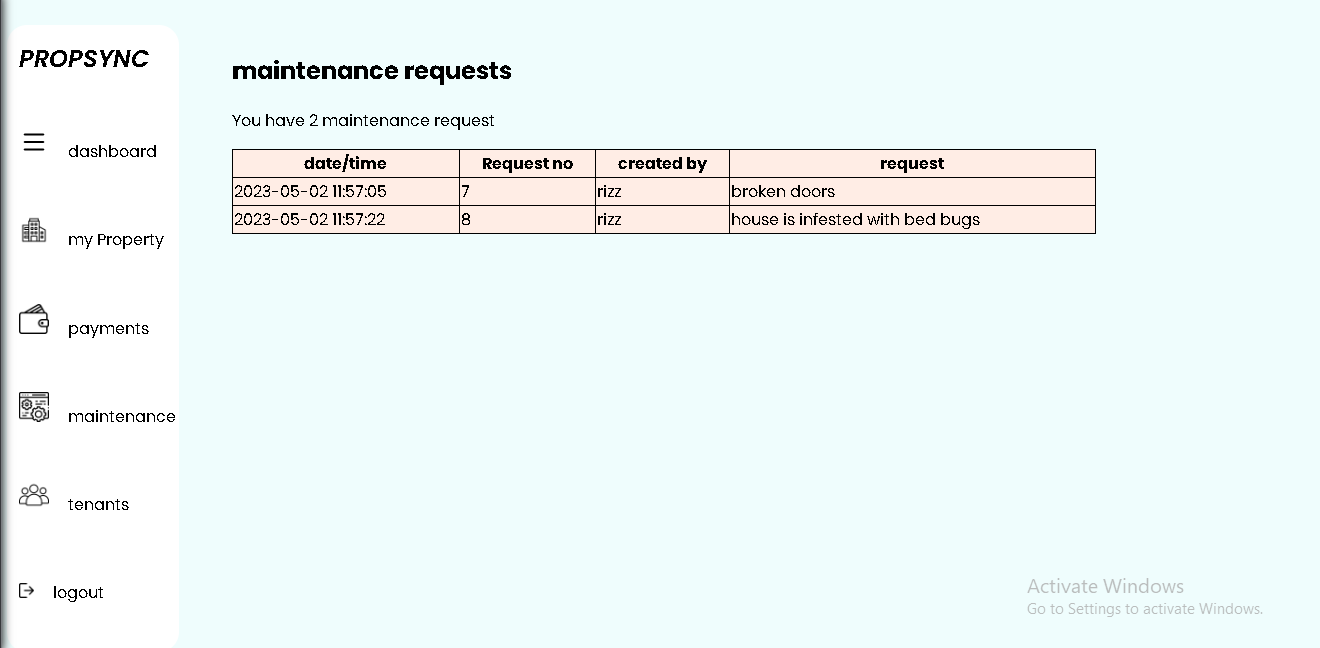 PROPSYNC
dashboard
my Property
payments
maintenance
tenants
logout
maintenance requests
You have 2 maintenance request
date/time Request no created by request
2023-05-02 11:57:05 7 rizz broken doors
2023-05-02 11:57:22 8 rizz house is infested with bed bugs
Activate Windows
Go to Settings to activate Windows.